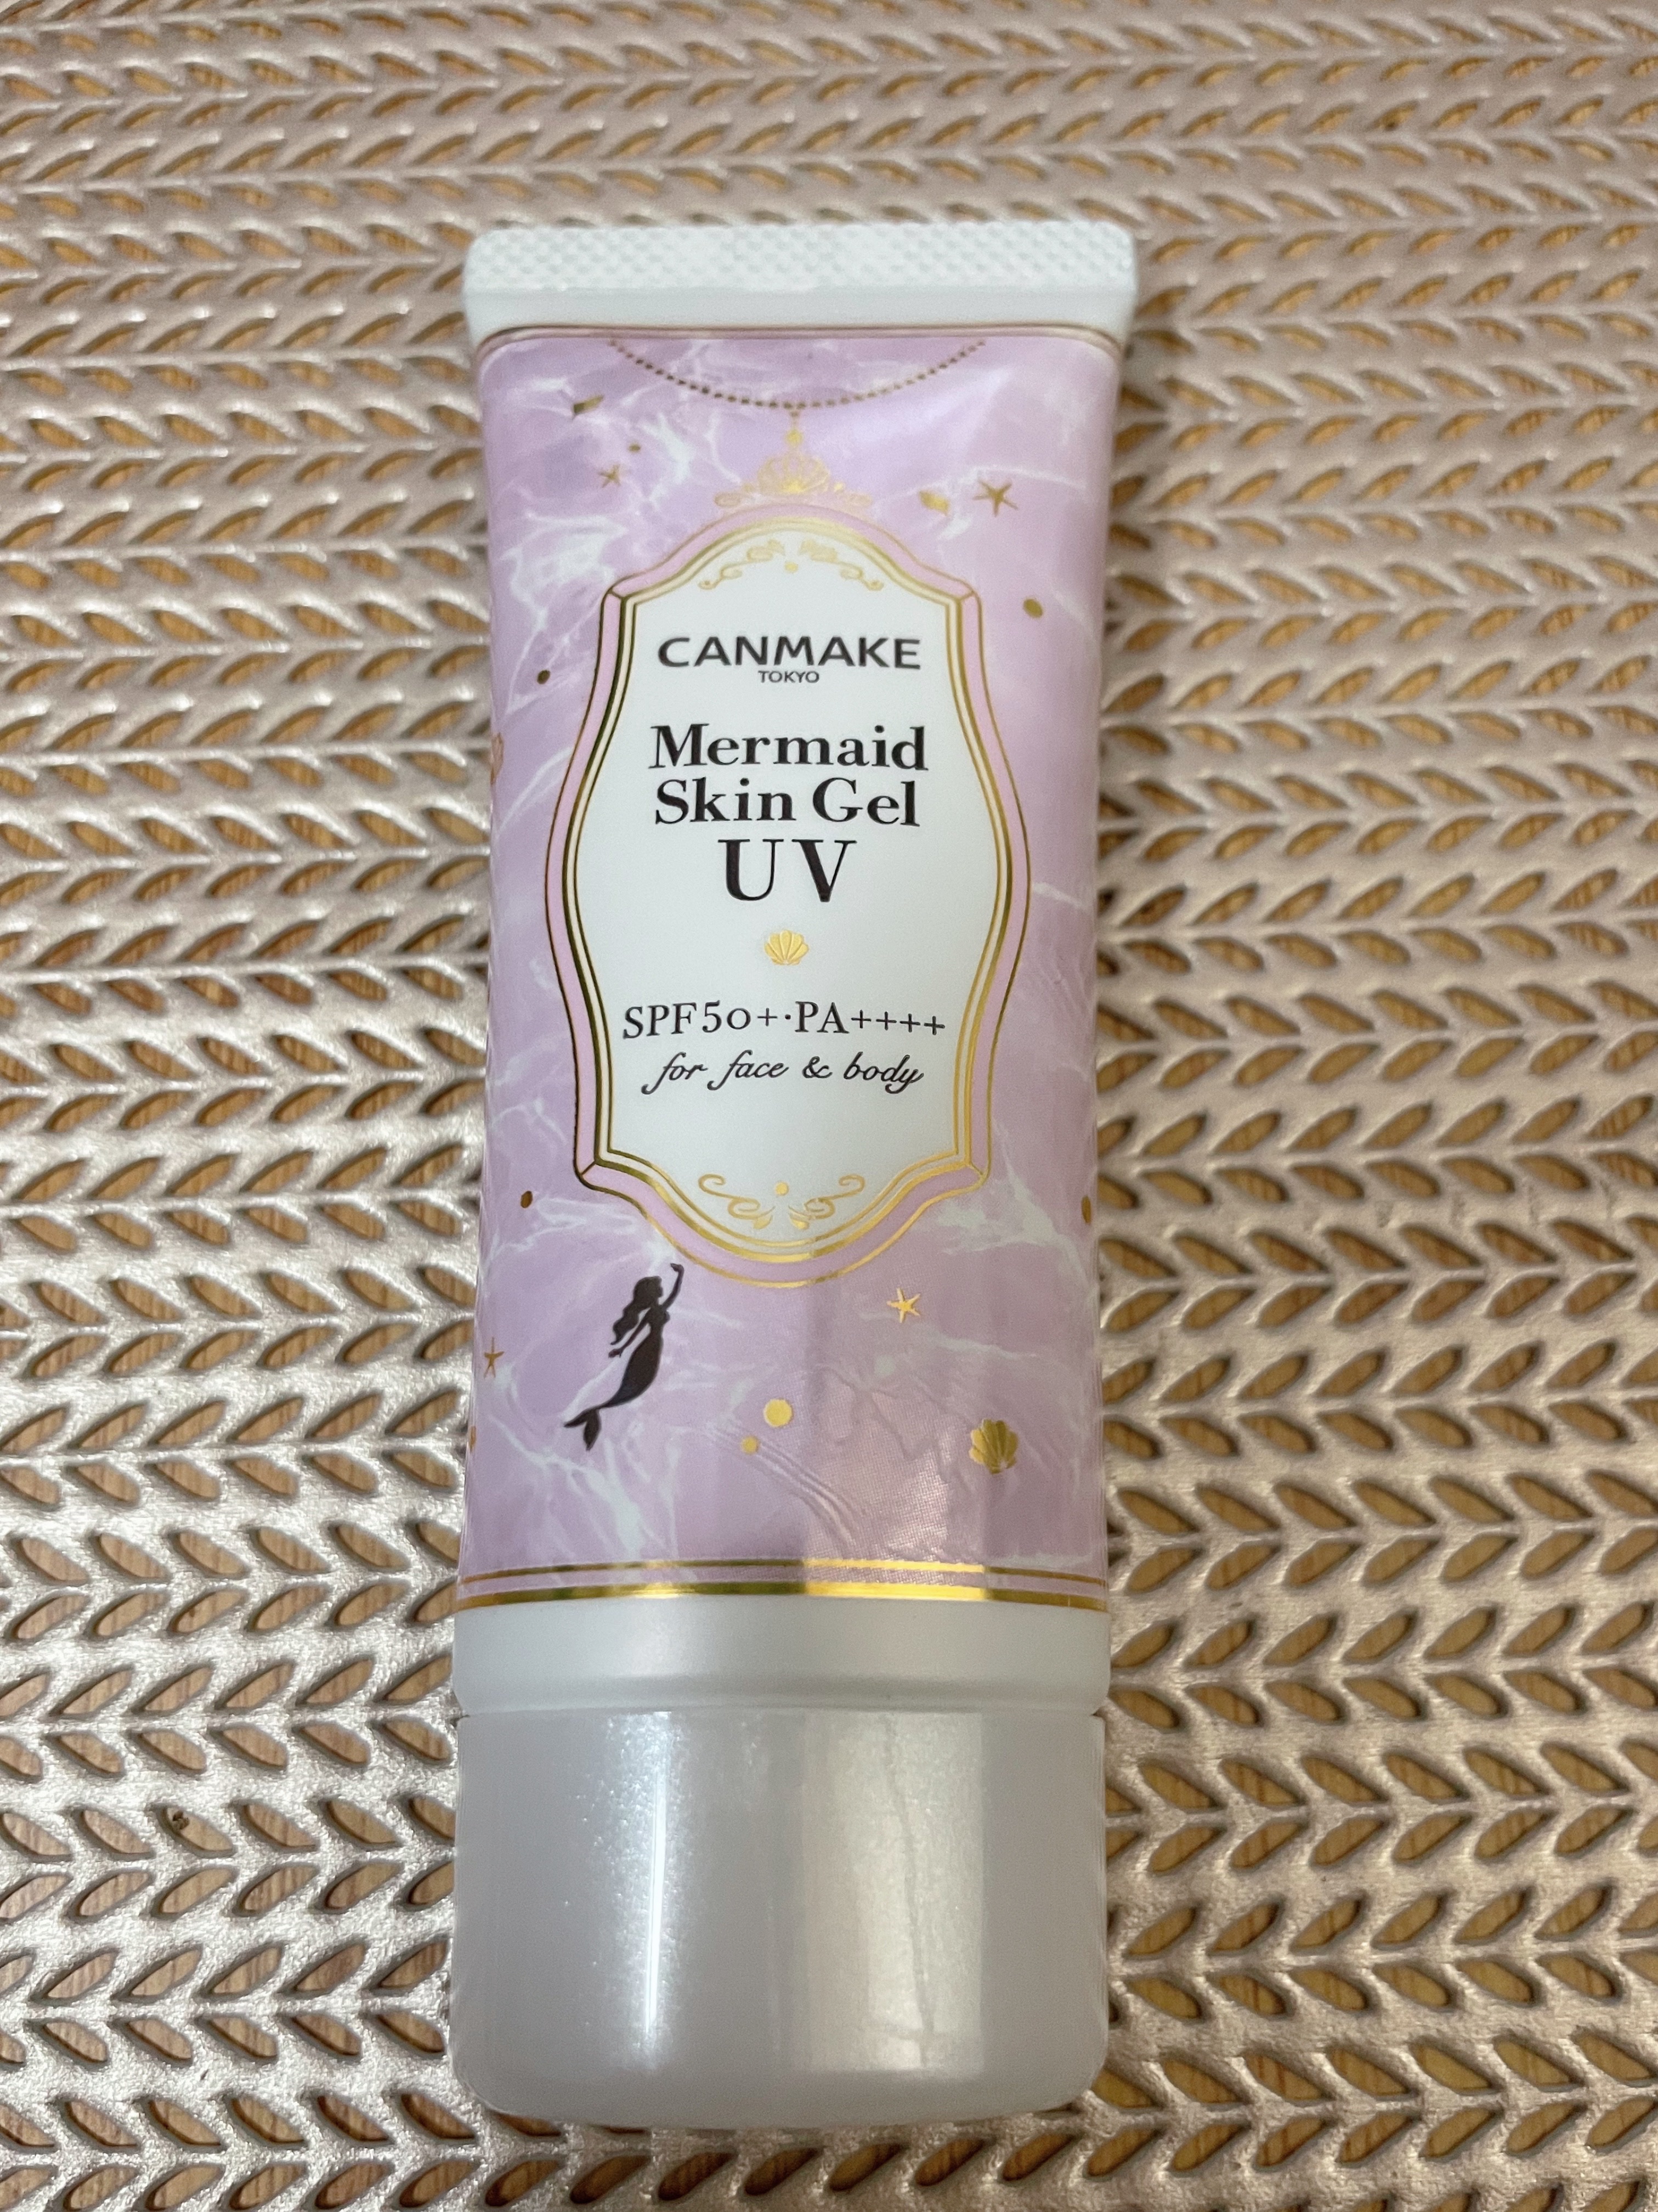 CANMAKE
TOKYO
Mermaid
Skin Gel
UV
SPF50+·PA++++
for face & body